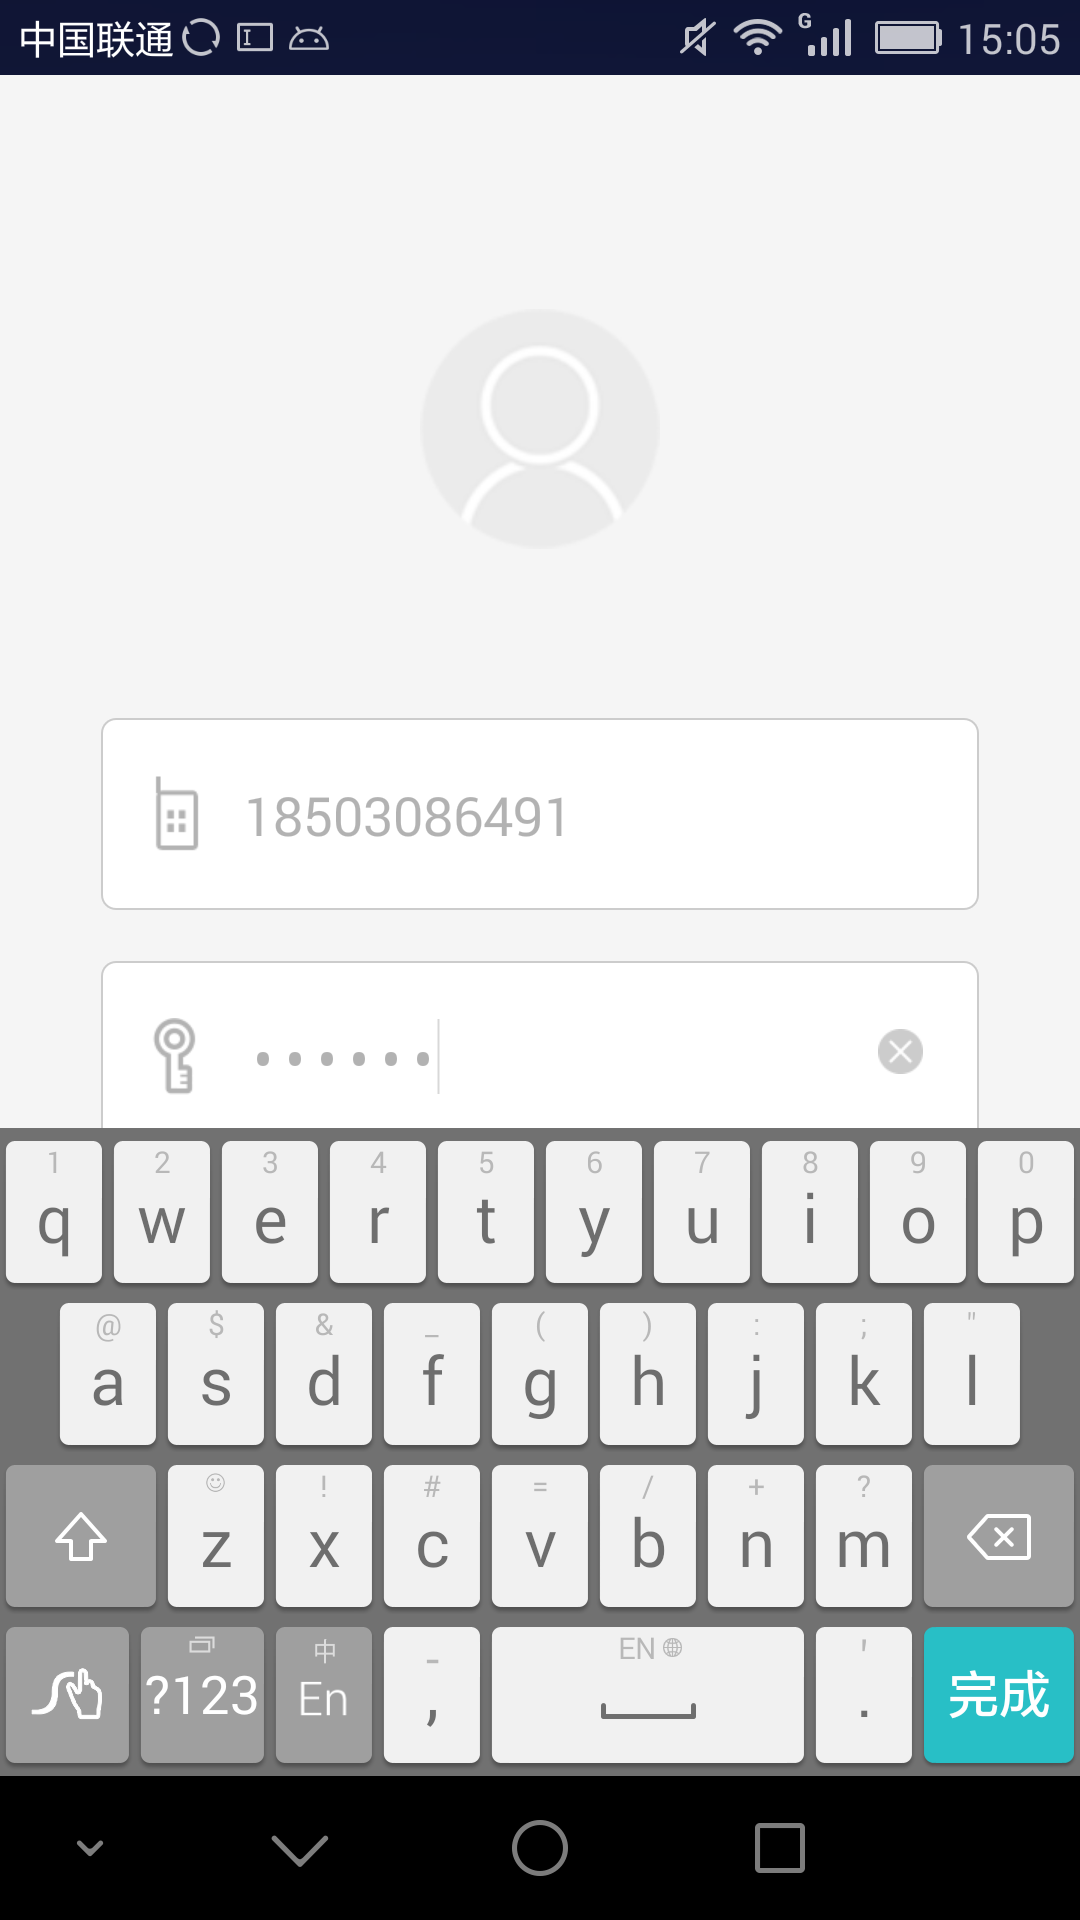 中国联通 G 15:05
18503086491
••••••
1 2 3 4 5 6 7 8 9 0
q w e r t y u i o p
@ $ & _ ( ) : ; "
a s d f g h j k l
! # = / + ?
z x c v b n m
中 - EN '
?123 En , . 完成